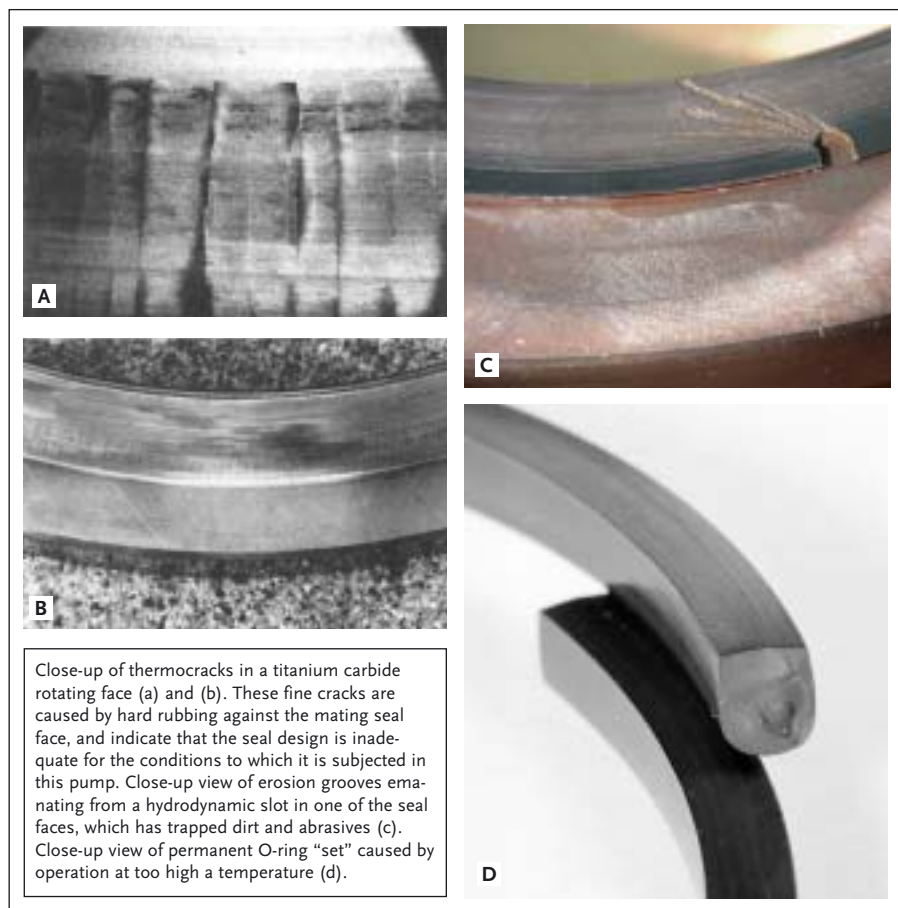 A
B
C
D
Close-up of thermocracks in a titanium carbide
rotating face (a) and (b). These fine cracks are
caused by hard rubbing against the mating seal
face, and indicate that the seal design is inade-
quate for the conditions to which it is subjected in
this pump. Close-up view of erosion grooves ema-
nating from a hydrodynamic slot in one of the seal
faces, which has trapped dirt and abrasives (c).
Close-up view of permanent O-ring “set” caused by
operation at too high a temperature (d).